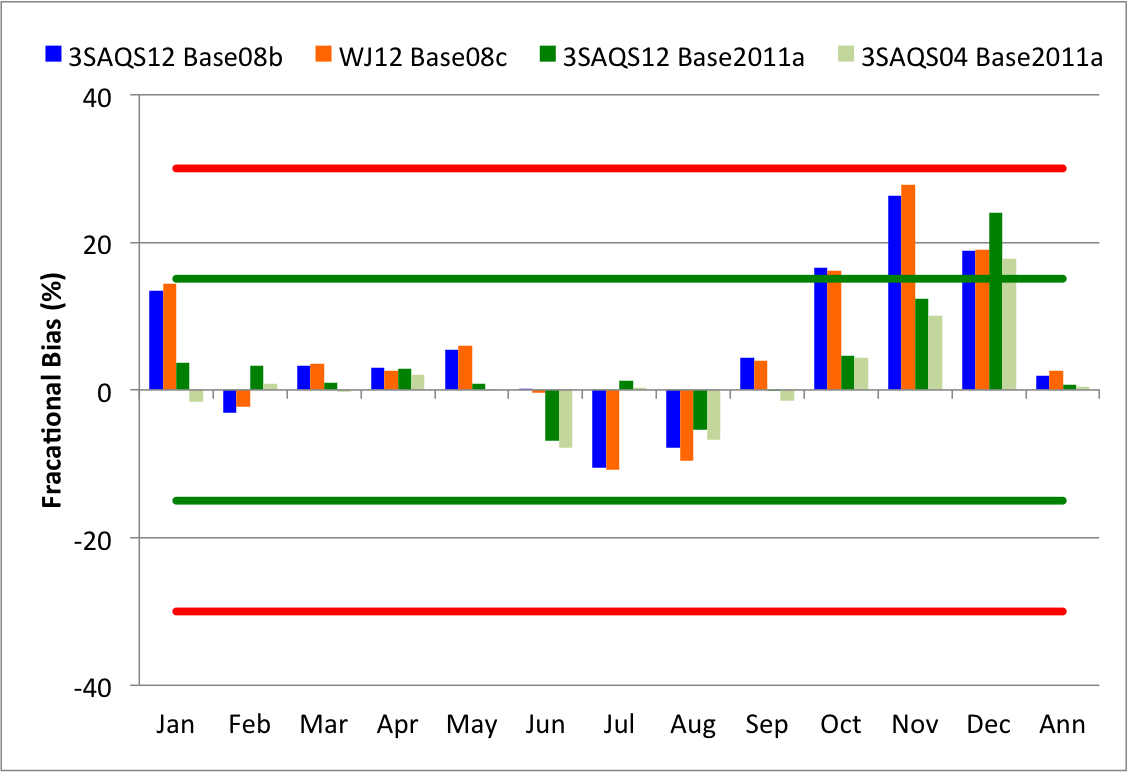 3SAQS12 Base08b WJ12 Base08c 3SAQS12 Base2011a 3SAQS04 Base2011a
40
20
0
-20
-40
Fracational Bias (%)
Jan Feb Mar Apr May Jun Jul Aug Sep Oct Nov Dec Ann